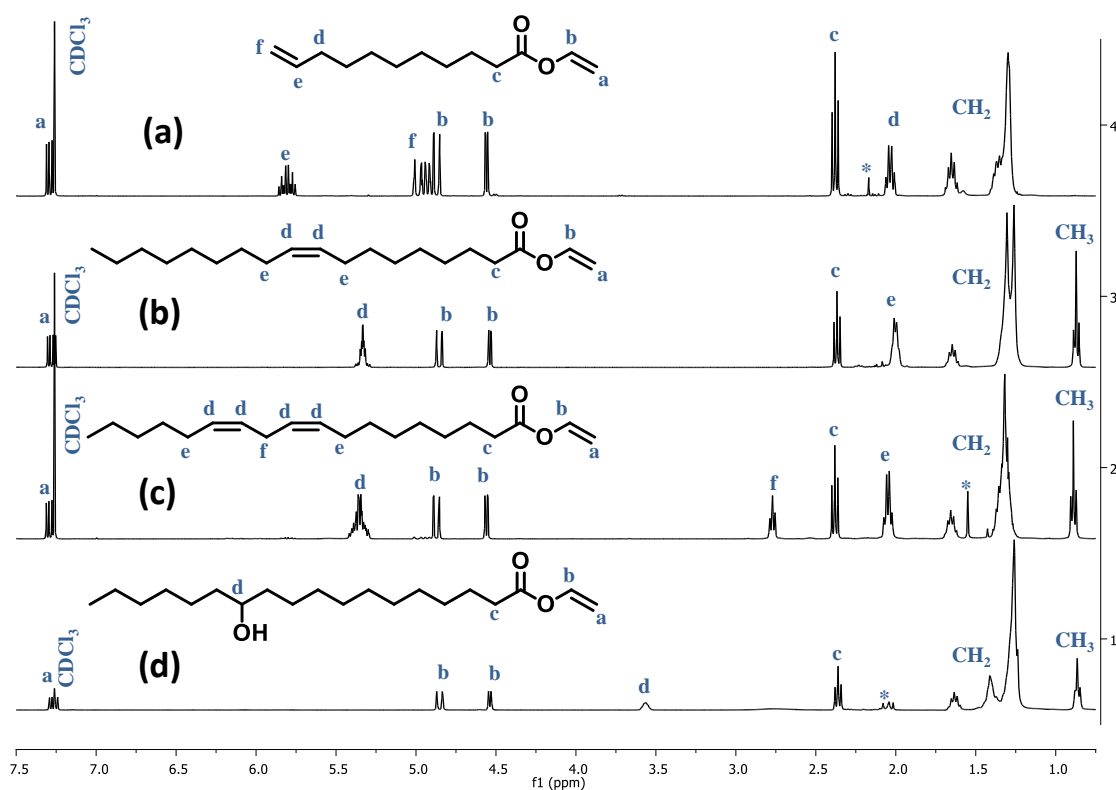 CDCl3
a
(a)
e
f
b
b
c
*
d
CH2
f
d
e
c
O
O
b
a
4
CDCl3
a
(b)
d
b
b
c
e
CH2
CH3
d d
e
e
c
O
O
b
a
3
CDCl3
a
(c)
d
b
b
f
c
e
*
CH2
CH3
d d d d
e
f
e
c
O
O
b
a
2
CDCl3
a
(d)
b
b
d
c
*
CH2
CH3
d
OH
c
O
O
b
a
1
7.5 7.0 6.5 6.0 5.5 5.0 4.5 4.0 3.5 3.0 2.5 2.0 1.5 1.0
f1 (ppm)